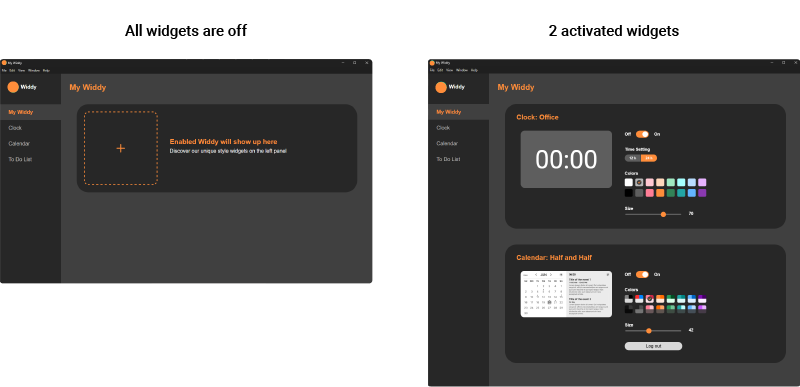 All widgets are off
My Widdy
File Edit View Window Help
Widdy
My Widdy
My Widdy
Clock
Calendar
To Do List
+
Enabled Widdy will show up here
Discover our unique style widgets on the left panel
2 activated widgets
My Widdy
File Edit View Window Help
Widdy
My Widdy
My Widdy
Clock
Calendar
To Do List
Clock: Office
00:00
Off On
Time Setting
12 h 24 h
Colors
Size
70
Calendar: Half and Half
Off On
Colors
Size
42
Log out